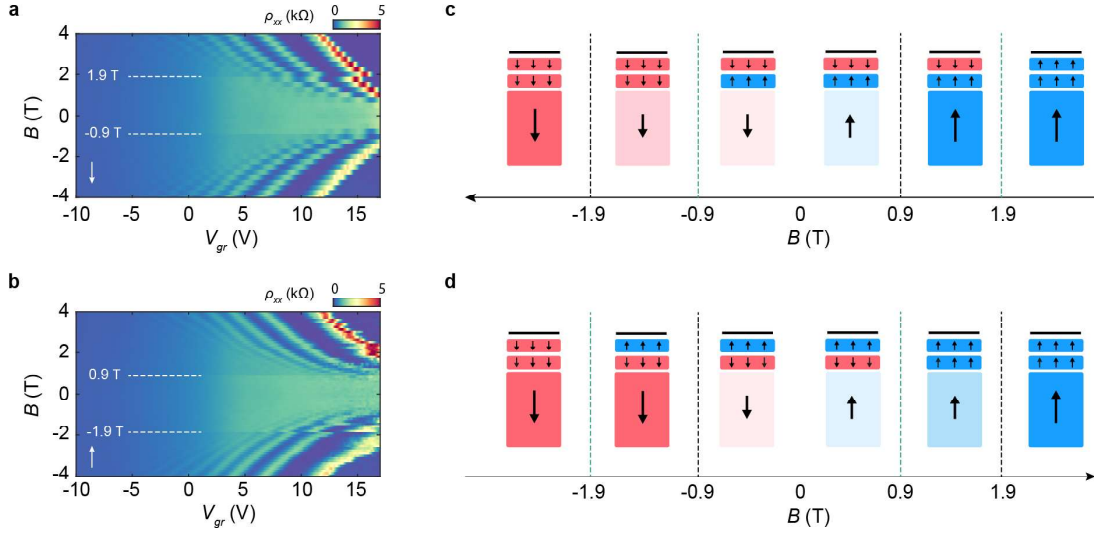 a
ρxx (kΩ)
0 5
B (T)
4
2
0
-2
-4
1.9 T
-0.9 T
-10 -5 0 5 10 15
Vgr (V)
b
ρxx (kΩ)
0 5
B (T)
4
2
0
-2
-4
0.9 T
-1.9 T
-10 -5 0 5 10 15
Vgr (V)
c
-1.9 -0.9 0 0.9 1.9
B (T)
d
-1.9 -0.9 0 0.9 1.9
B (T)